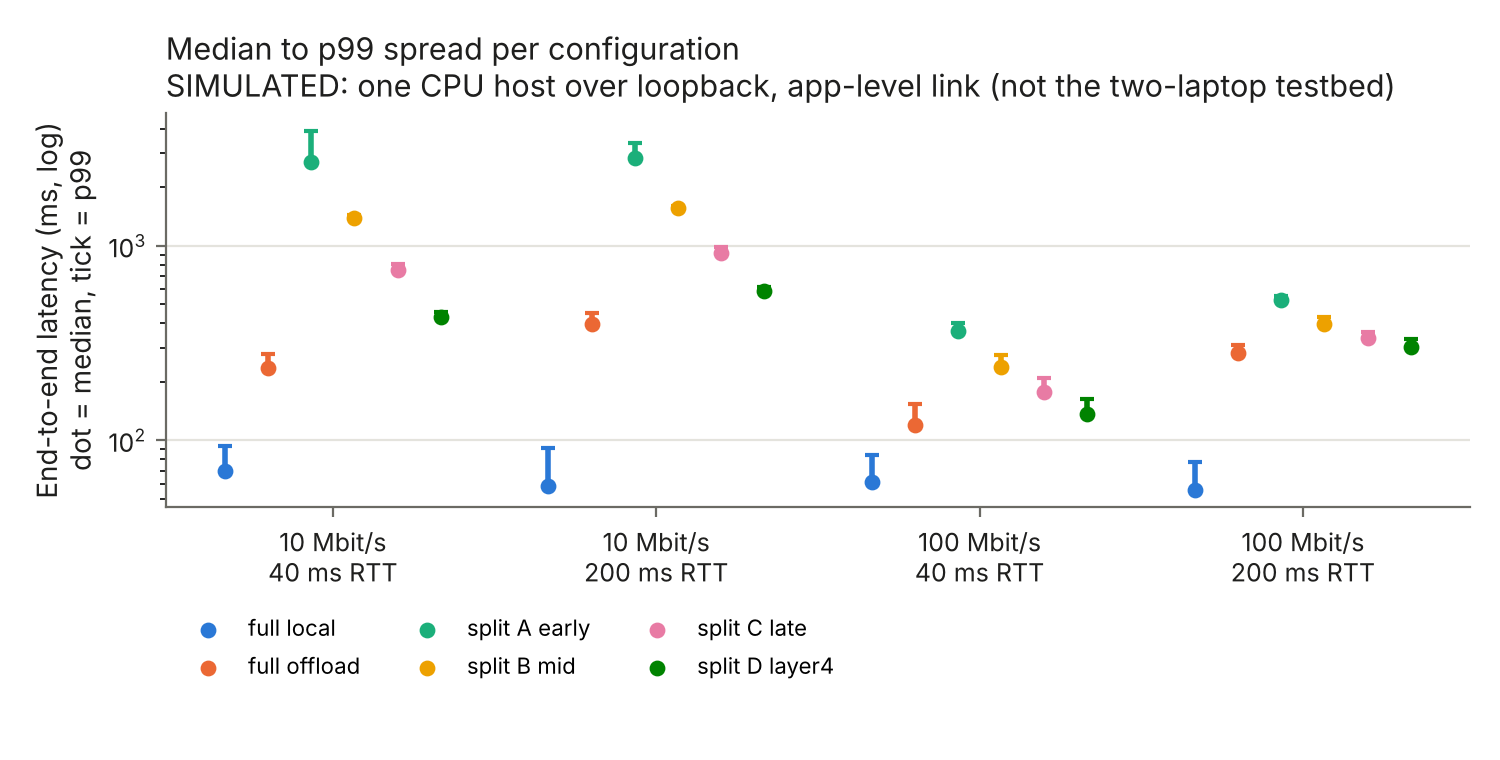 Median to p99 spread per configuration
SIMULATED: one CPU host over loopback, app-level link (not the two-laptop testbed)
End-to-end latency (ms, log)
dot = median, tick = p99
10³
10²
10 Mbit/s
40 ms RTT
10 Mbit/s
200 ms RTT
100 Mbit/s
40 ms RTT
100 Mbit/s
200 ms RTT
full local
split A early
split C late
full offload
split B mid
split D layer4